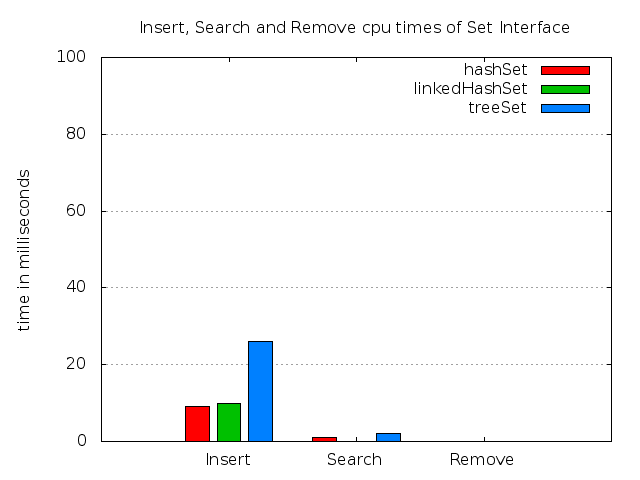 Insert, Search and Remove cpu times of Set Interface
time in milliseconds
100
80
60
40
20
0
hashSet
linkedHashSet
treeSet
Insert
Search
Remove